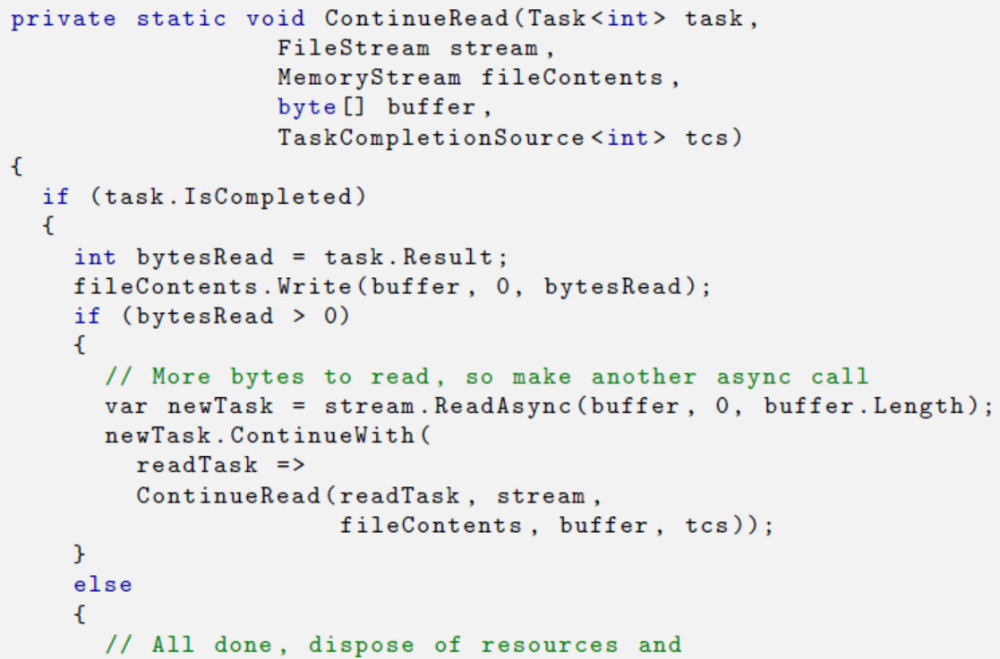 private static void ContinueRead(Task<int> task,
FileStream stream,
MemoryStream fileContents,
byte[] buffer,
TaskCompletionSource<int> tcs)
{
if (task.IsCompleted)
{
int bytesRead = task.Result;
fileContents.Write(buffer, 0, bytesRead);
if (bytesRead > 0)
{
// More bytes to read, so make another async call
var newTask = stream.ReadAsync(buffer, 0, buffer.Length);
newTask.ContinueWith(
readTask =>
ContinueRead(readTask, stream,
fileContents, buffer, tcs));
}
else
{
// All done, dispose of resources and